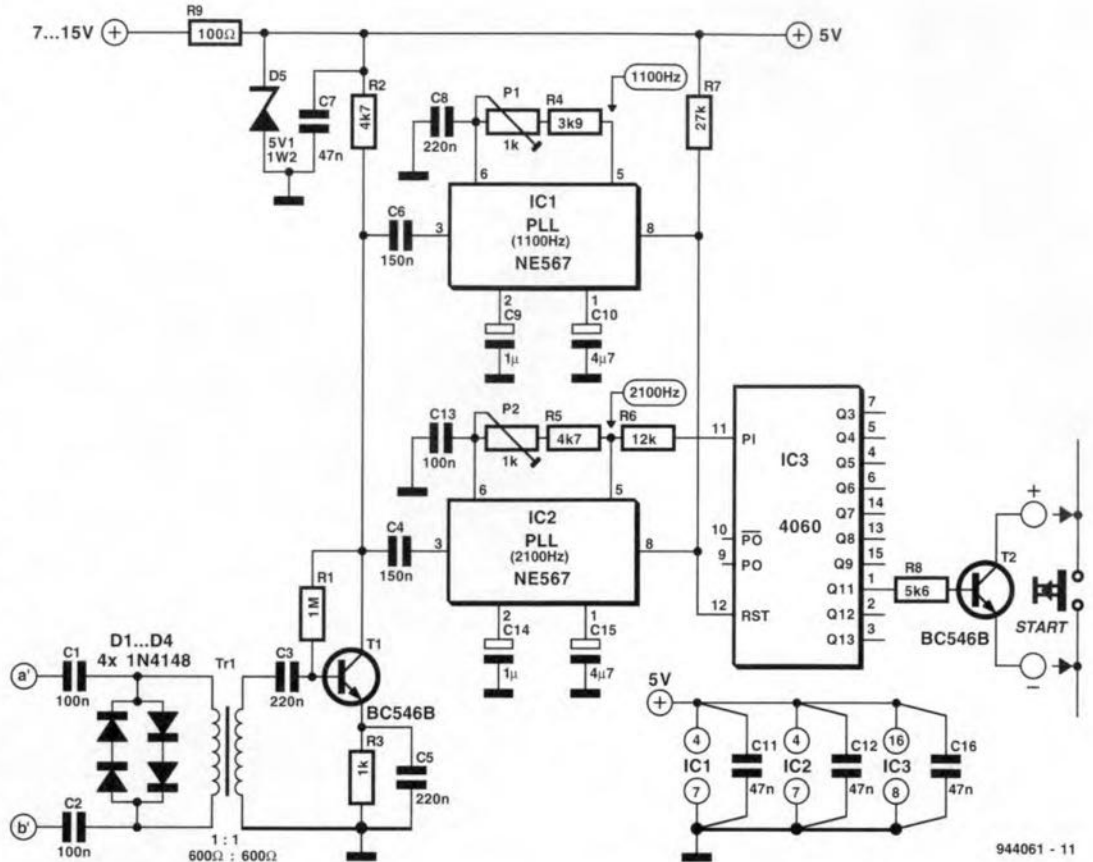 R9
7...15V
100Ω
5V
D5
5V1
1W2
C7
47n
R2
4k7
C8
220n
P1
1k
R4
3k9
1100Hz
R7
27k
6
5
IC1
PLL
(1100Hz)
NE567
C6
150n
3
8
2
C9
1µ
1
C10
4µ7
C13
100n
P2
1k
R5
4k7
2100Hz
R6
12k
6
5
IC2
PLL
(2100Hz)
NE567
C4
150n
3
8
2
C14
1µ
1
C15
4µ7
11
PI
IC3
4060
10
PO
9
PO
12
RST
Q3
7
Q4
5
Q5
4
Q6
6
Q7
14
Q8
13
Q9
15
Q11
1
Q12
2
Q13
3
R8
5k6
T2
BC546B
+
−
START
R1
1M
D1...D4
4x 1N4148
a'
C1
100n
b'
C2
100n
Tr1
1 : 1
600Ω : 600Ω
C3
220n
T1
BC546B
R3
1k
C5
220n
5V
4
IC1
7
C11
47n
4
IC2
7
C12
47n
16
IC3
8
C16
47n
944061 - 11